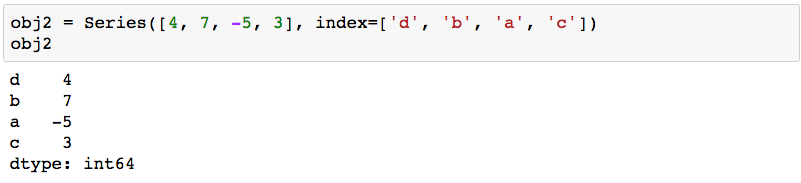 obj2 = Series([4, 7, -5, 3], index=['d', 'b', 'a', 'c'])
obj2
d    4
b    7
a   -5
c    3
dtype: int64